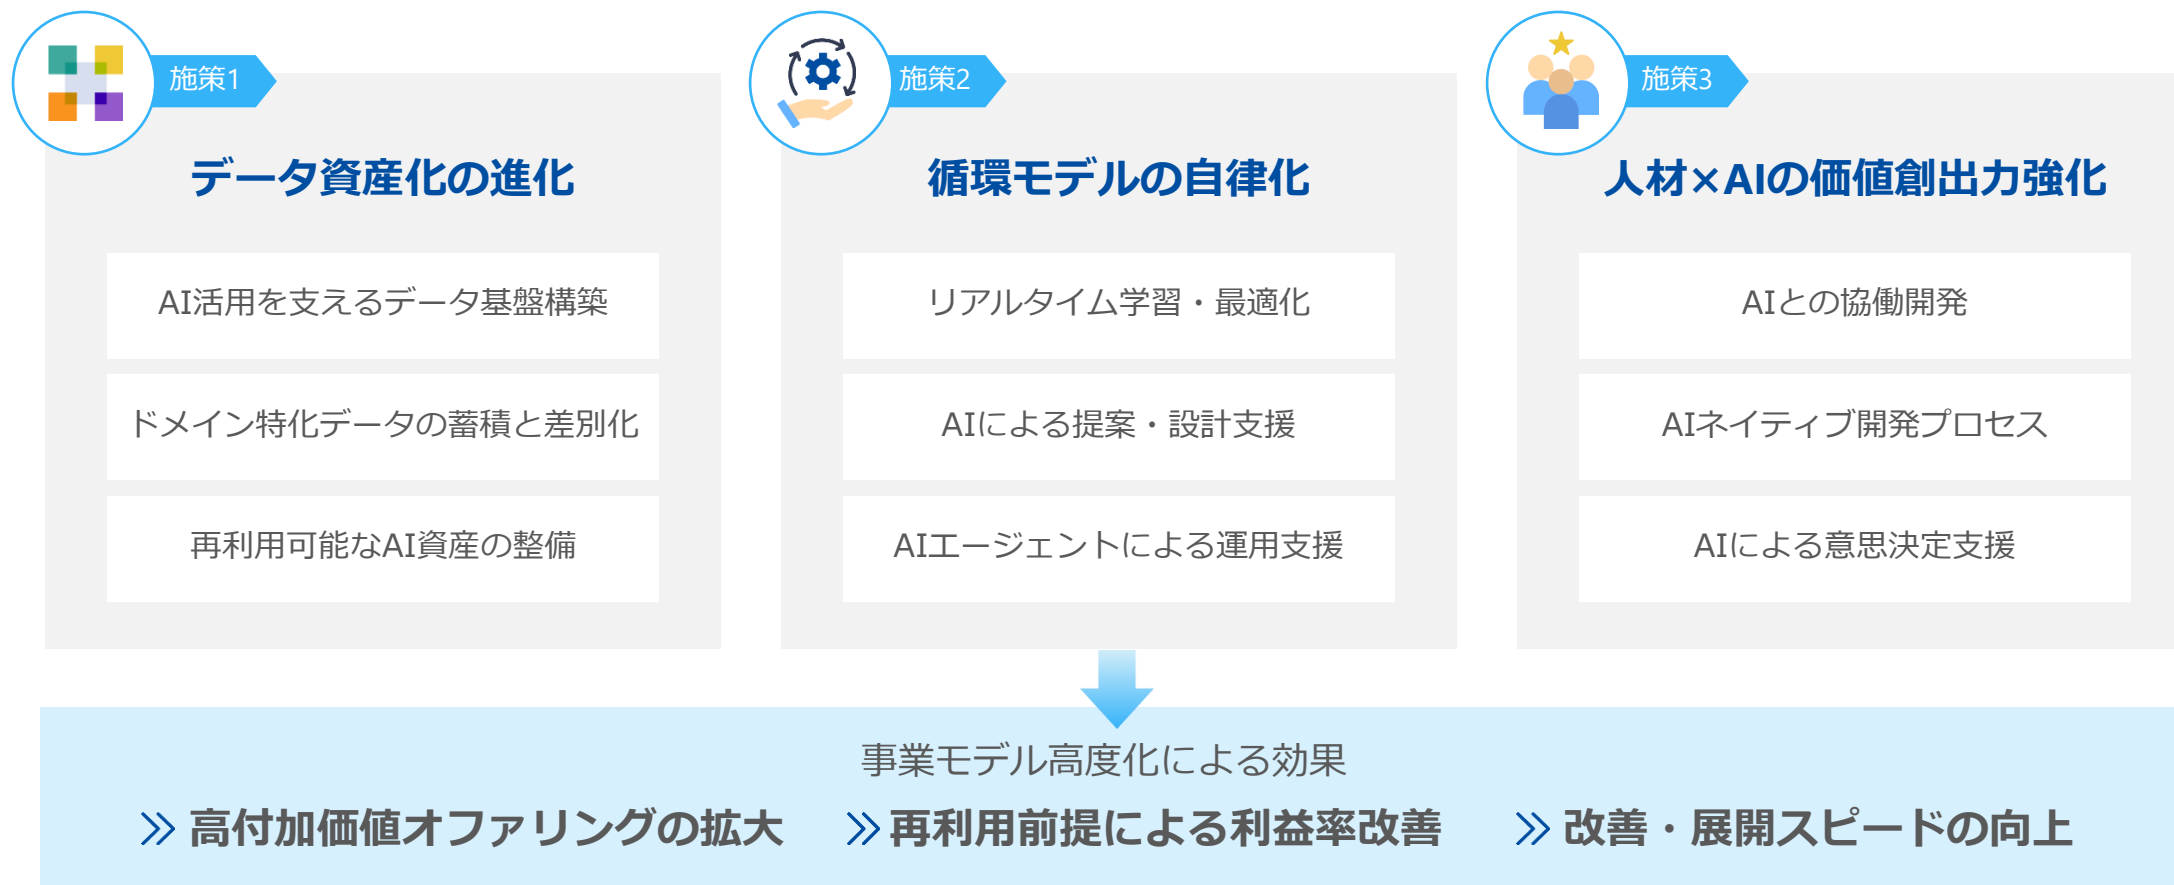 施策1
データ資産化の進化
AI活用を支えるデータ基盤構築
ドメイン特化データの蓄積と差別化
再利用可能なAI資産の整備
施策2
循環モデルの自律化
リアルタイム学習・最適化
AIによる提案・設計支援
AIエージェントによる運用支援
施策3
人材×AIの価値創出力強化
AIとの協働開発
AIネイティブ開発プロセス
AIによる意思決定支援
事業モデル高度化による効果
高付加価値オファリングの拡大
再利用前提による利益率改善
改善・展開スピードの向上